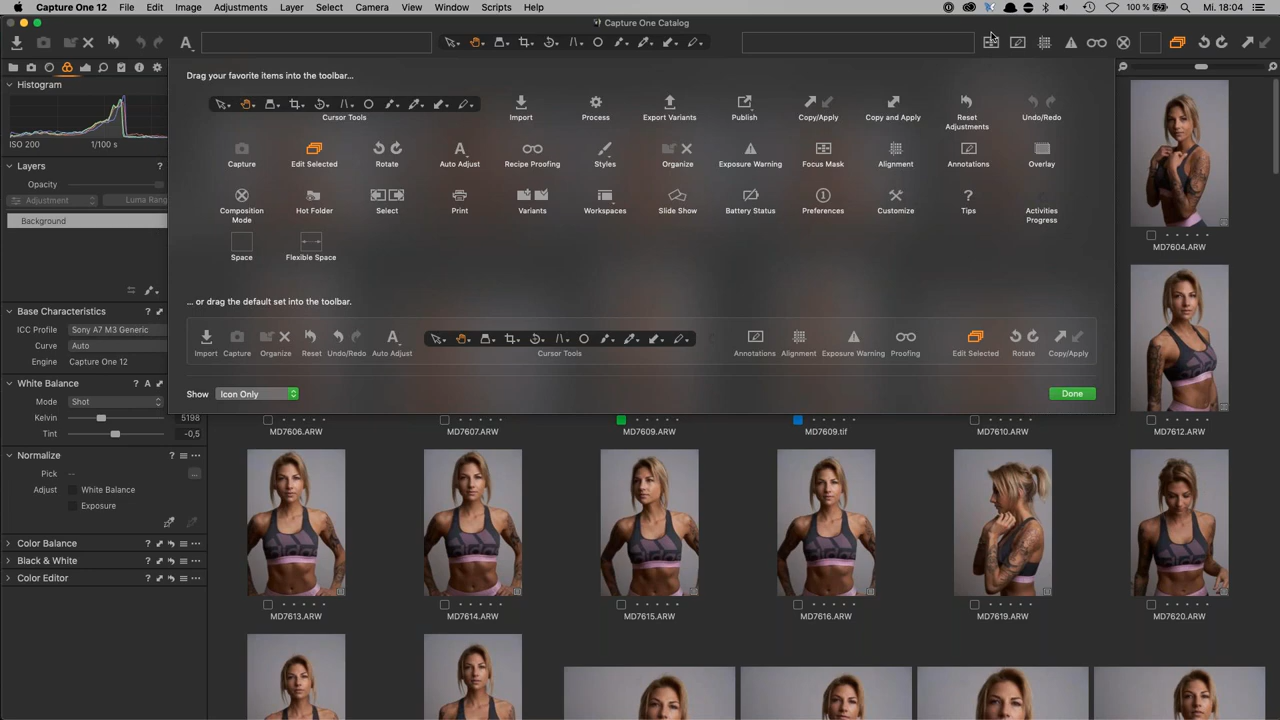 Capture One 12 File Edit View Image Adjustments Layer Select Camera View Window Scripts Help 100 % Mi. 18:04
Capture One Catalog
A
Drag your favorite items into the toolbar...
Cursor Tools Import Process Export Variants Publish Copy/Apply Copy and Apply Reset Adjustments Undo/Redo
Capture Edit Selected Rotate Auto Adjust Recipe Proofing Styles Organize Exposure Warning Focus Mask Alignment Annotations Overlay
Composition Mode Hot Folder Select Print Variants Workspaces Slide Show Battery Status Preferences Customize Tips Activities Progress
Space Flexible Space
... or drag the default set into the toolbar.
Import Capture Organize Reset Undo/Redo Auto Adjust Cursor Tools Annotations Alignment Exposure Warning Proofing Edit Selected Rotate Copy/Apply
Show Icon Only Done
Histogram
ISO 200 1/100 s
Layers ?
Opacity
Adjustment Luma Rang
Background
Base Characteristics ?
ICC Profile Sony A7 M3 Generic
Curve Auto
Engine Capture One 12
White Balance ? A
Mode Shot
Kelvin 5198
Tint -0,5
Normalize ?
Pick -- ...
Adjust White Balance
Exposure
Color Balance ?
Black & White ?
Color Editor ?
MD7604.ARW
MD7606.ARW MD7607.ARW MD7609.ARW MD7609.tif MD7610.ARW MD7612.ARW
MD7613.ARW MD7614.ARW MD7615.ARW MD7616.ARW MD7619.ARW MD7620.ARW